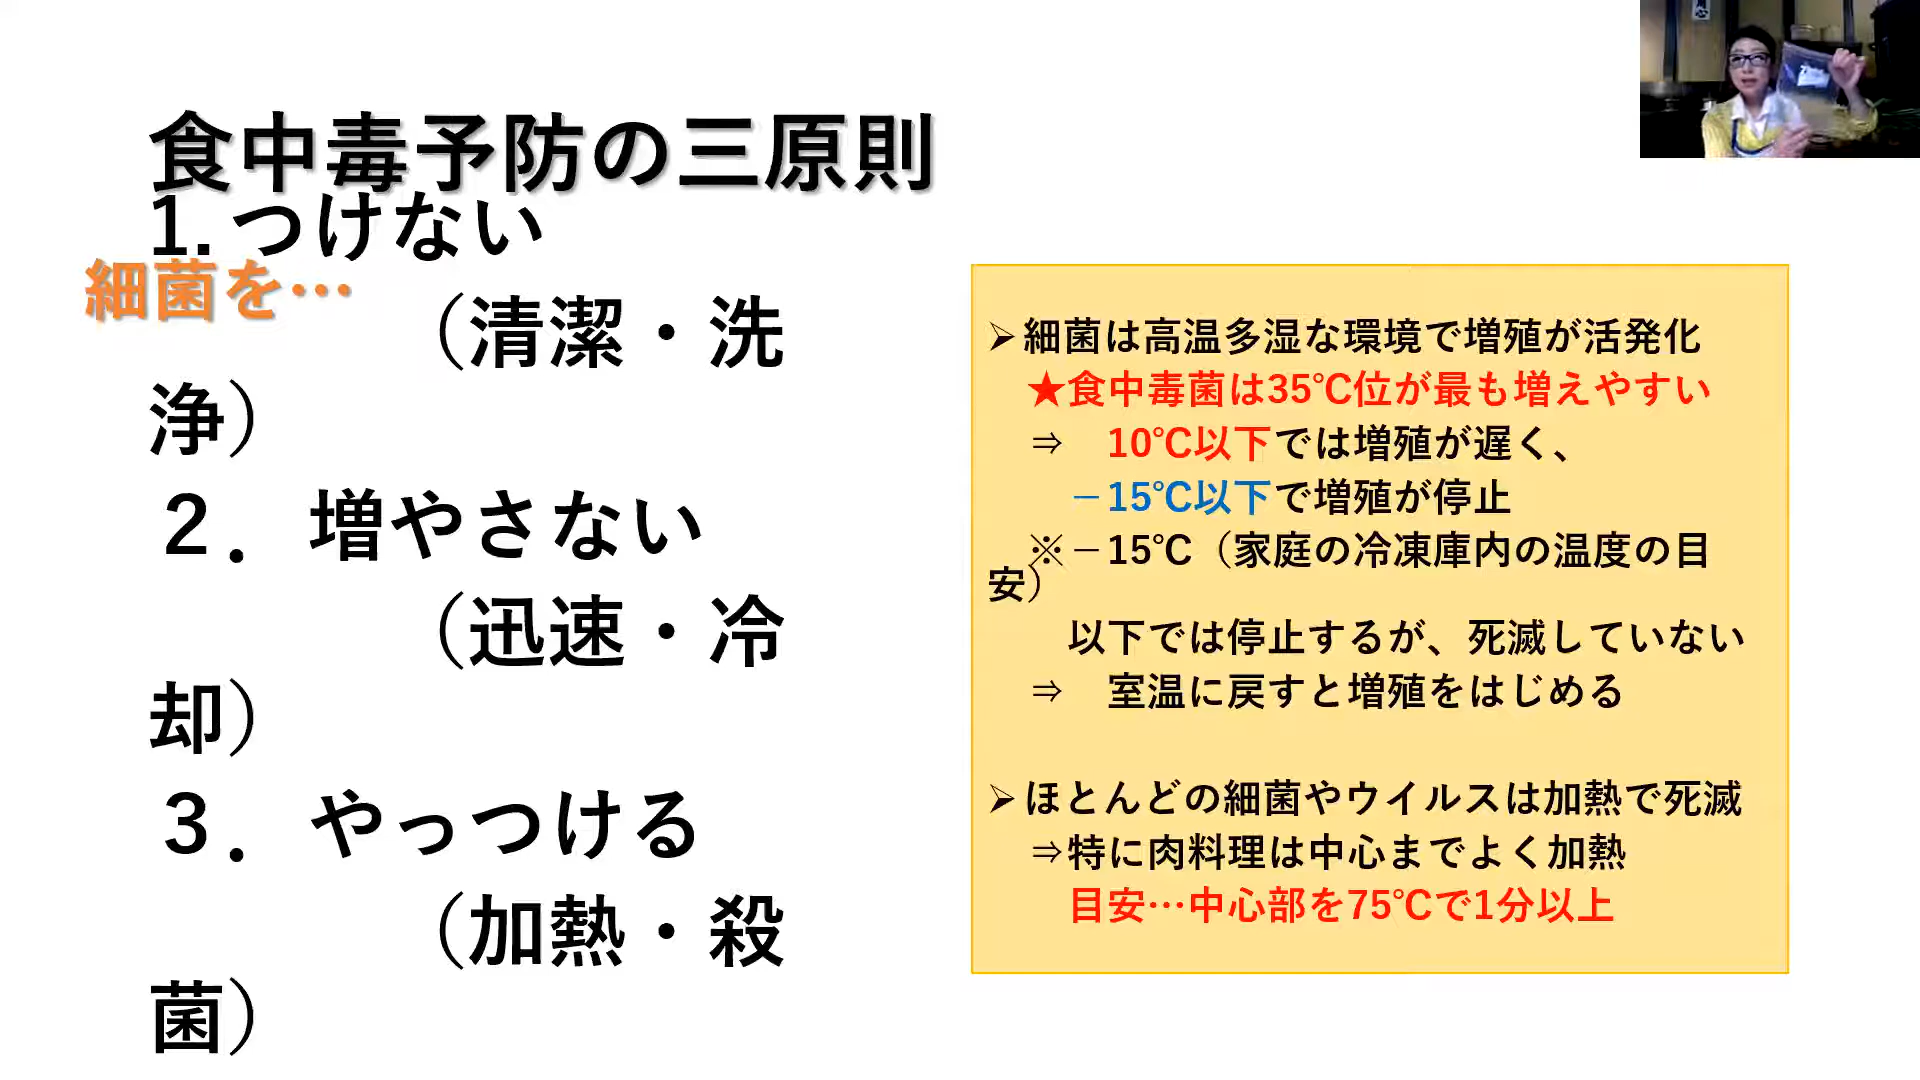 食中毒予防の三原則
1. つけない
細菌を…
（清潔・洗
浄）
２． 増やさない
（迅速・冷
却）
３． やっつける
（加熱・殺
菌）
➢細菌は高温多湿な環境で増殖が活発化
★食中毒菌は35℃位が最も増えやすい
⇒　10℃以下では増殖が遅く、
－15℃以下で増殖が停止
※－15℃（家庭の冷凍庫内の温度の目
安）
以下では停止するが、死滅していない
⇒　室温に戻すと増殖をはじめる
➢ほとんどの細菌やウイルスは加熱で死滅
⇒特に肉料理は中心までよく加熱
目安…中心部を75℃で1分以上